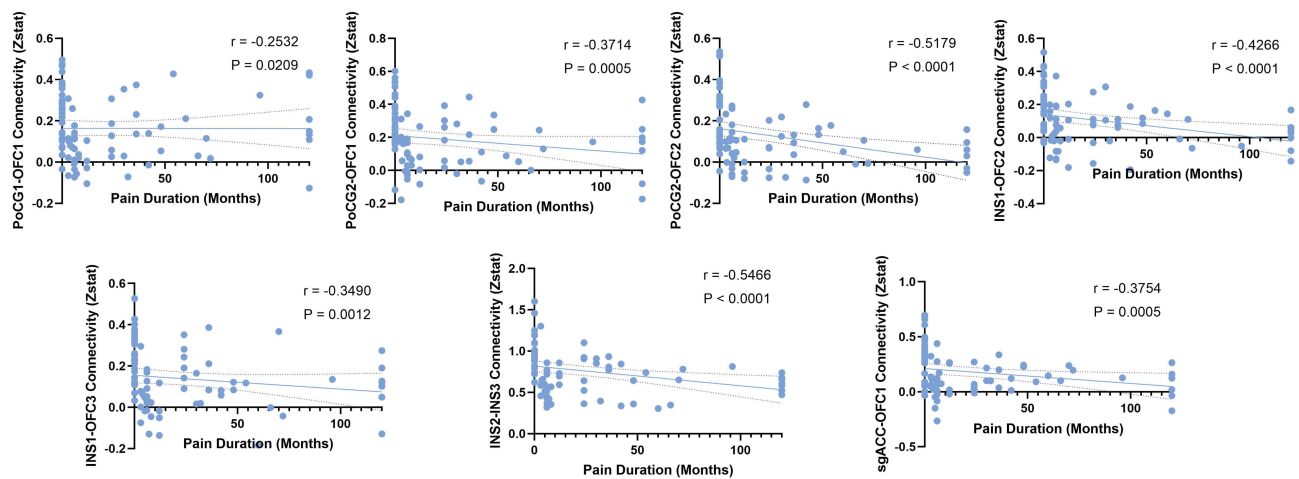 PoCG1-OFC1 Connectivity (Zstat)
0.6
0.4
0.2
0.0
-0.2
r = -0.2532
P = 0.0209
50
100
Pain Duration (Months)
PoCG2-OFC1 Connectivity (Zstat)
0.8
0.6
0.4
0.2
0.0
-0.2
r = -0.3714
P = 0.0005
50
100
Pain Duration (Months)
PoCG2-OFC2 Connectivity (Zstat)
0.6
0.4
0.2
0.0
-0.2
r = -0.5179
P < 0.0001
50
100
Pain Duration (Months)
INS1-OFC2 Connectivity (Zstat)
0.6
0.4
0.2
0.0
-0.2
-0.4
r = -0.4266
P < 0.0001
50
100
Pain Duration (Months)
INS1-OFC3 Connectivity (Zstat)
0.6
0.4
0.2
0.0
-0.2
r = -0.3490
P = 0.0012
50
100
Pain Duration (Months)
INS2-INS3 Connectivity (Zstat)
2.0
1.5
1.0
0.5
0.0
r = -0.5466
P < 0.0001
0
50
100
Pain Duration (Months)
sgACC-OFC1 Connectivity (Zstat)
1.0
0.5
0.0
-0.5
r = -0.3754
P = 0.0005
50
100
Pain Duration (Months)